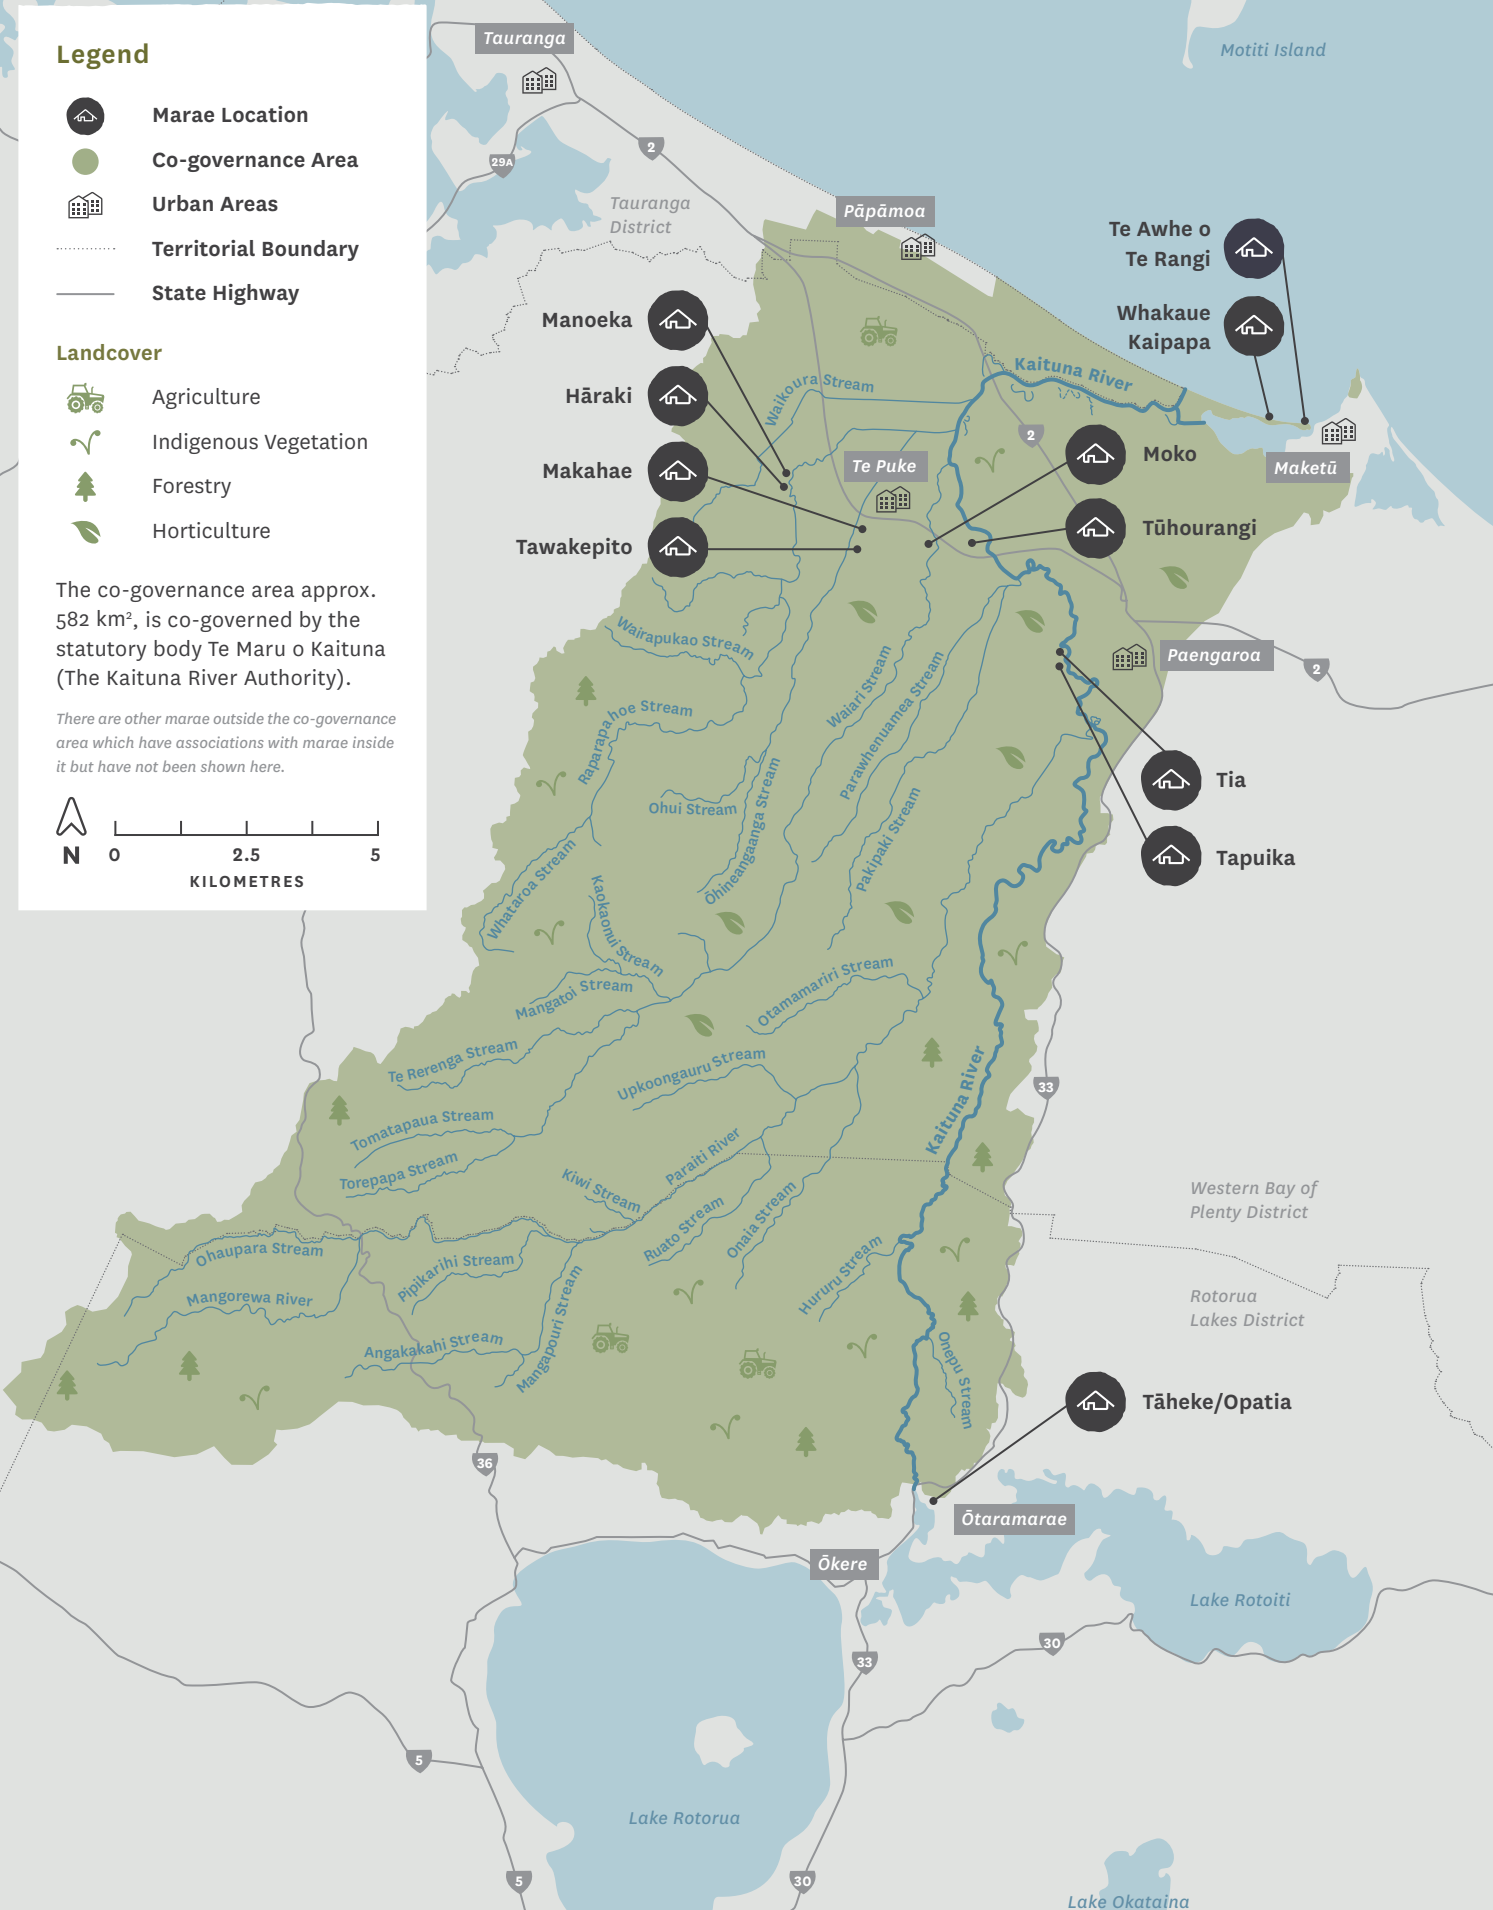 Legend
Marae Location
Co-governance Area
Urban Areas
Territorial Boundary
State Highway
Landcover
Agriculture
Indigenous Vegetation
Forestry
Horticulture
The co-governance area approx.
582 km², is co-governed by the
statutory body Te Maru o Kaituna
(The Kaituna River Authority).
There are other marae outside the co-governance
area which have associations with marae inside
it but have not been shown here.
N
0
2.5
5
KILOMETRES
Tauranga
Motiti Island
2
29A
Tauranga
District
Pāpāmoa
Te Awhe o
Te Rangi
Whakaue
Kaipapa
Manoeka
Hāraki
Makahae
Tawakepito
Waikoura Stream
Kaituna River
2
Te Puke
Moko
Maketū
Tūhourangi
Wairapukao Stream
Paengaroa
2
Raparapahoe Stream
Waiari Stream
Parawhenuamea Stream
Ohui Stream
Ōhineangaanga Stream
Pakipaki Stream
Tia
Tapuika
Whataroa Stream
Kaokaonui Stream
Mangatoi Stream
Otamamariri Stream
Te Rerenga Stream
Upkoongauru Stream
Kaituna River
33
Tomatapaua Stream
Torepapa Stream
Kiwi Stream
Paraiti River
Ruato Stream
Onaia Stream
Western Bay of
Plenty District
Ohaupara Stream
Mangorewa River
Pipikarihi Stream
Mangapouri Stream
Angakakahi Stream
Hururu Stream
Onepu Stream
Rotorua
Lakes District
Tāheke/Opatia
36
Ōtaramarae
Ōkere
Lake Rotoiti
30
33
5
Lake Rotorua
5
30
Lake Okataina